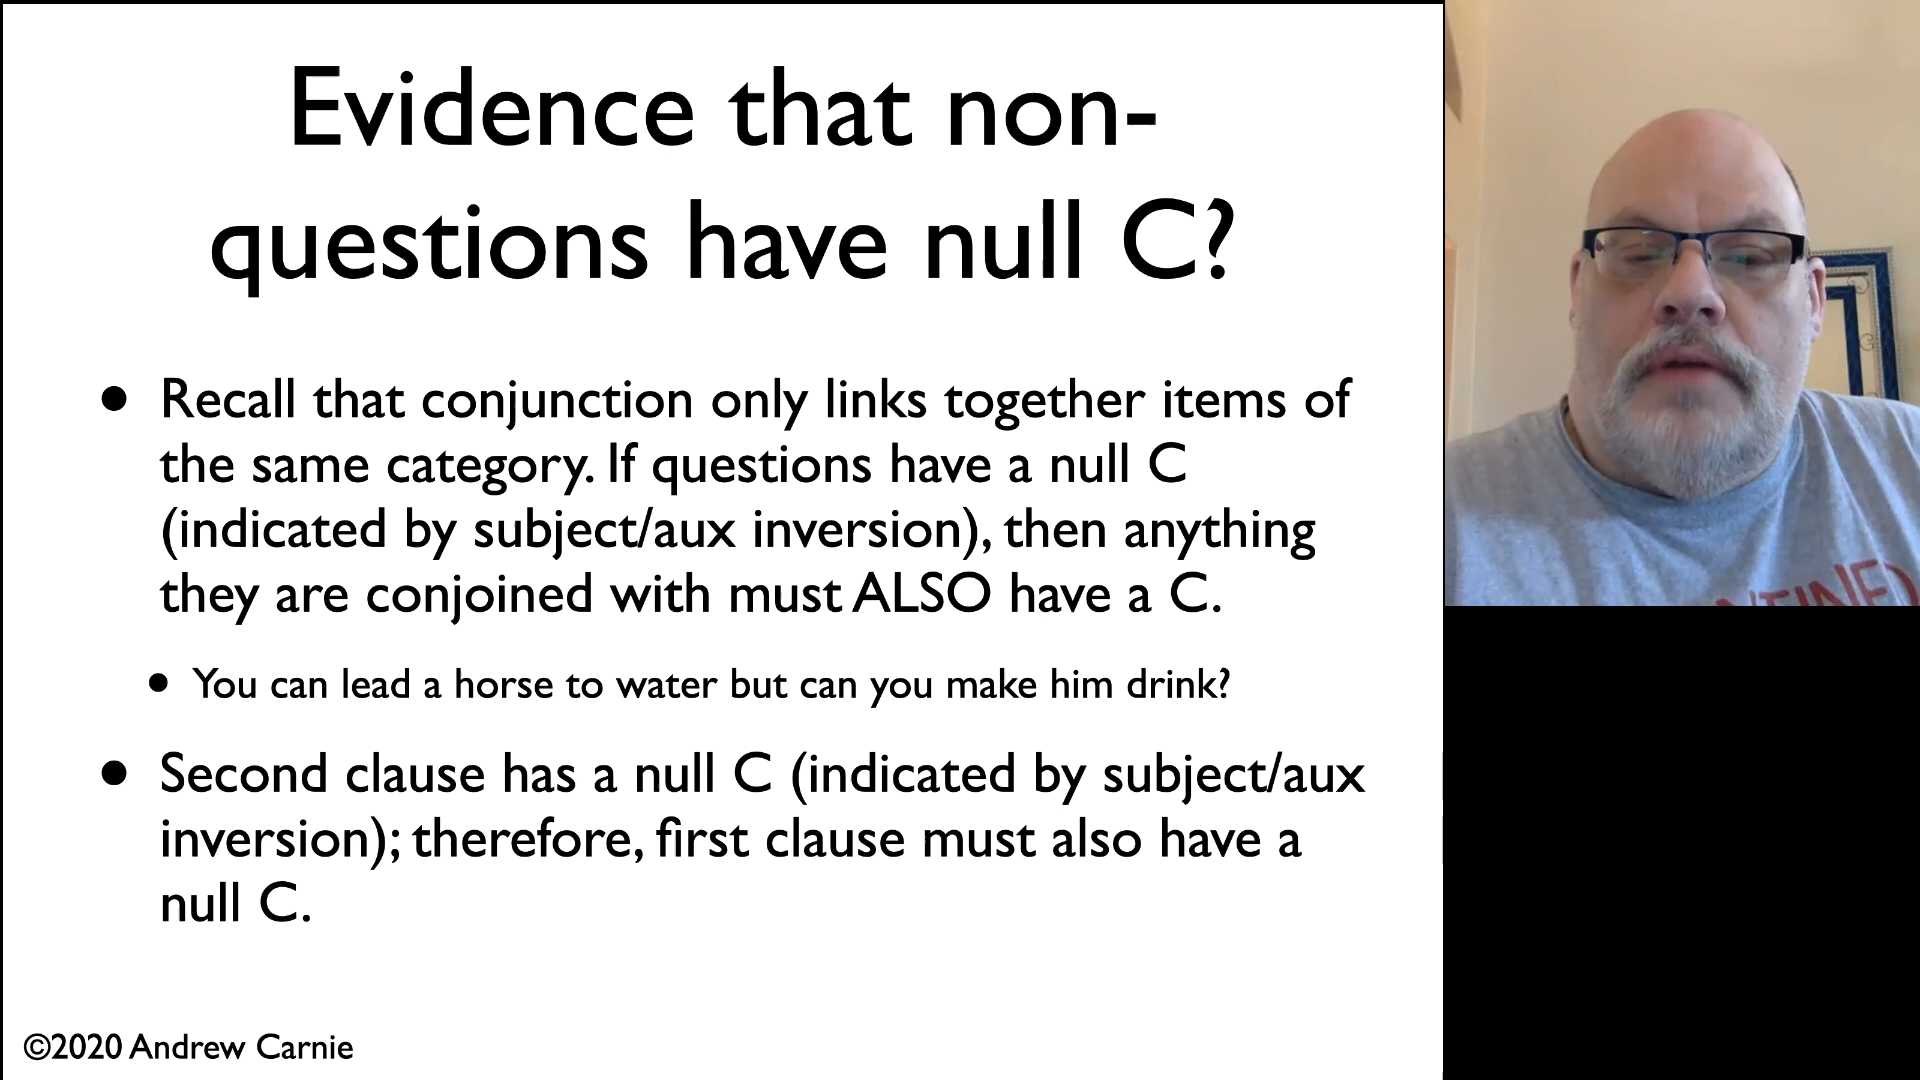 Evidence that non-
questions have null C?
• Recall that conjunction only links together items of
the same category. If questions have a null C
(indicated by subject/aux inversion), then anything
they are conjoined with must ALSO have a C.
• You can lead a horse to water but can you make him drink?
• Second clause has a null C (indicated by subject/aux
inversion); therefore, first clause must also have a
null C.
©2020 Andrew Carnie